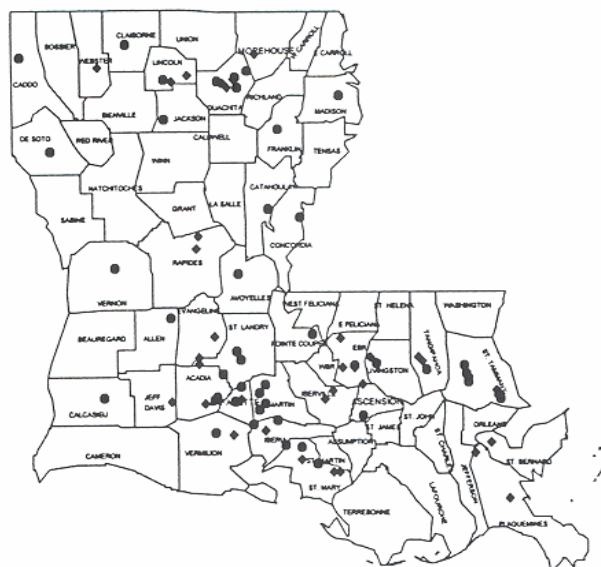 CLAIBORNE
UNION
BOSSIER
WEBSTER
MOREHOUSE
W CARROLL
E CARROLL
LINCOLN
CADDO
OUACHITA
RICHLAND
MADISON
BIENVILLE
JACKSON
DE SOTO
RED RIVER
CALDWELL
FRANKLIN
TENSAS
WINN
NATCHITOCHES
CATAHOULA
SABINE
GRANT
LA SALLE
CONCORDIA
RAPIDES
VERNON
AVOYELLES
WEST FELICIANA
ST HELENA
WASHINGTON
EVANGELINE
E FELICIANA
BEAUREGARD
ALLEN
ST LANDRY
POINTE COUPEE
TANGIPAHOA
EBR
WBR
LIVINGSTON
ST TAMMANY
ACADIA
JEFF
DAVIS
IBERVILLE
CALCASIEU
MARTIN
ASCENSION
ST. JOHN
ORLEANS
ST. JAMES
VERMILION
IBERIA
ASSUMPTION
ST CHARLES
CAMERON
ST MARTIN
JEFFERSON
ST. BERNARD
ST. MARY
LAFOURCHE
TERREBONNE
PLAQUEMINES